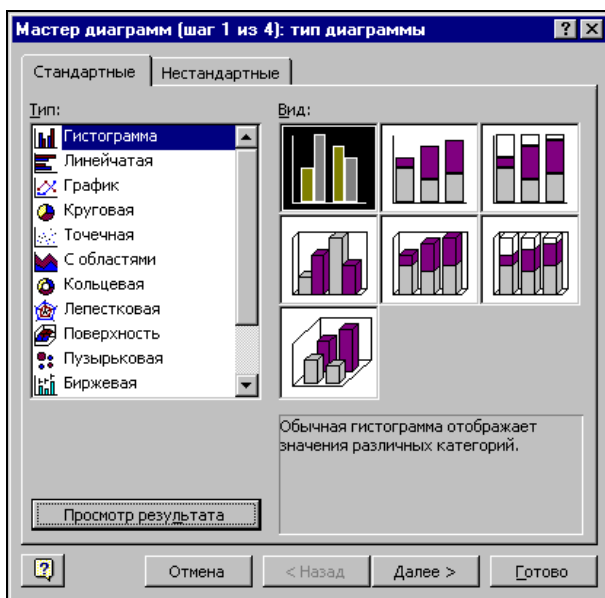 Мастер диаграмм (шаг 1 из 4): тип диаграммы
Стандартные
Нестандартные
Тип:
Вид:
Гистограмма
Линейчатая
График
Круговая
Точечная
С областями
Кольцевая
Лепестковая
Поверхность
Пузырьковая
Биржевая
Обычная гистограмма отображает
значения различных категорий.
Просмотр результата
Отмена
< Назад
Далее >
Готово